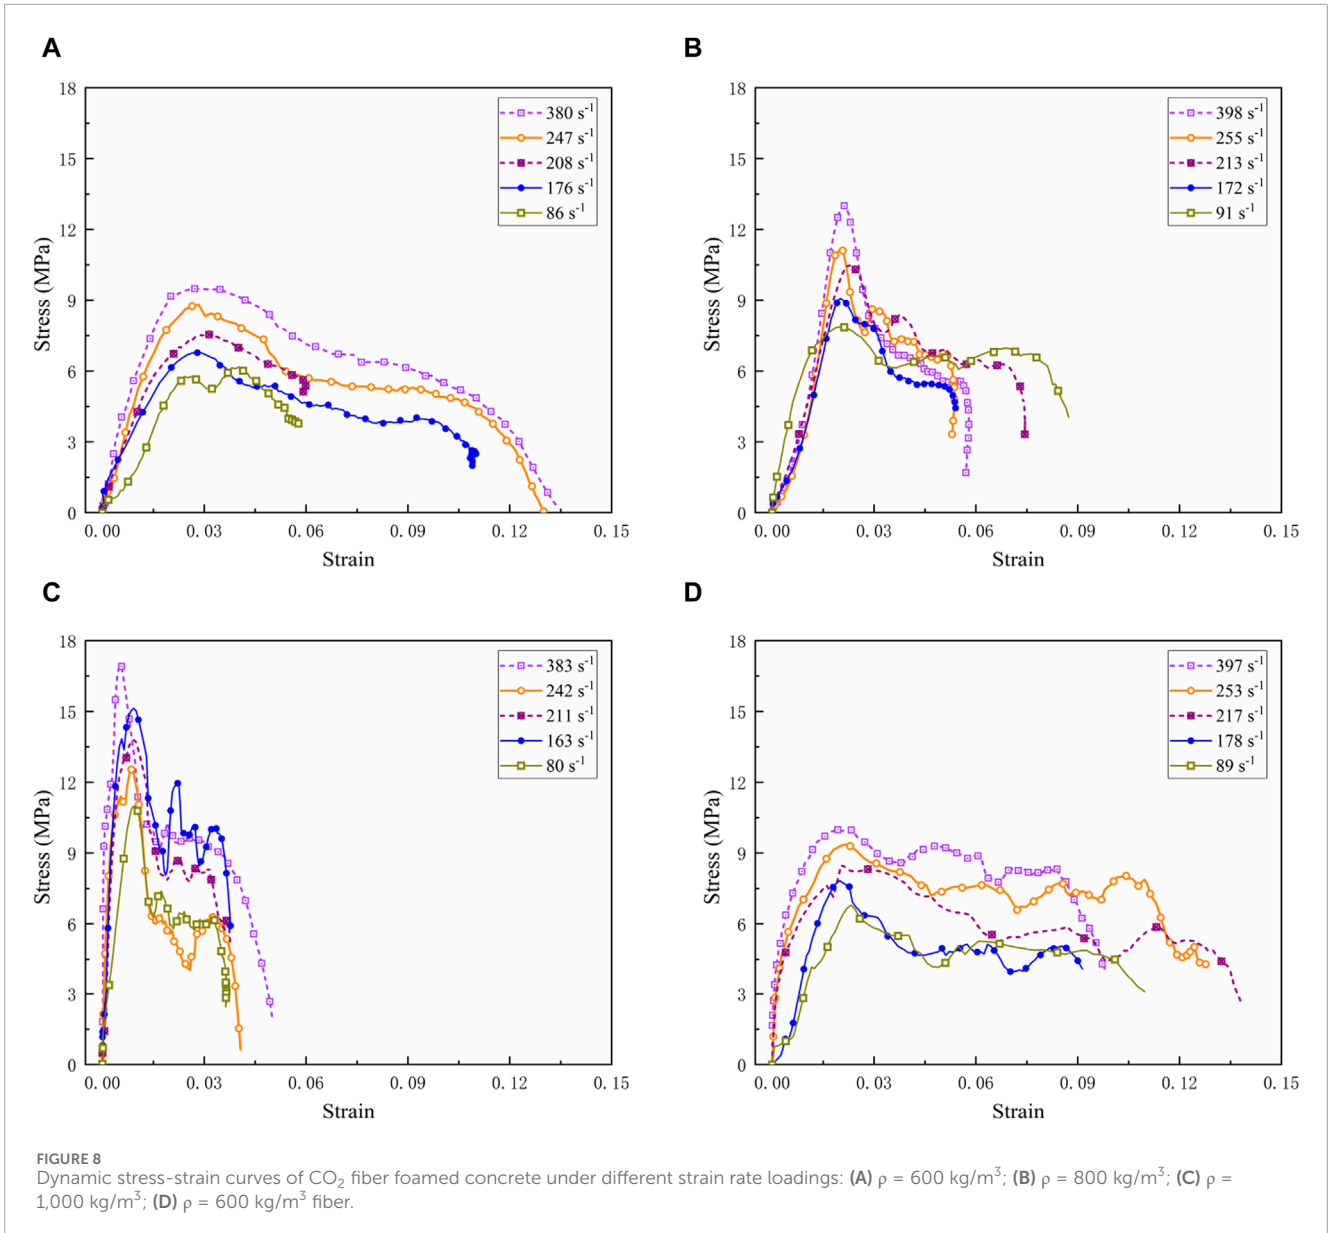 A
B
18
15
12
9
6
3
0
Stress (MPa)
0.00 0.03 0.06 0.09 0.12 0.15
Strain
380 s⁻¹
247 s⁻¹
208 s⁻¹
176 s⁻¹
86 s⁻¹
18
15
12
9
6
3
0
Stress (MPa)
0.00 0.03 0.06 0.09 0.12 0.15
Strain
398 s⁻¹
255 s⁻¹
213 s⁻¹
172 s⁻¹
91 s⁻¹
C
D
18
15
12
9
6
3
0
Stress (MPa)
0.00 0.03 0.06 0.09 0.12 0.15
Strain
383 s⁻¹
242 s⁻¹
211 s⁻¹
163 s⁻¹
80 s⁻¹
18
15
12
9
6
3
0
Stress (MPa)
0.00 0.03 0.06 0.09 0.12 0.15
Strain
397 s⁻¹
253 s⁻¹
217 s⁻¹
178 s⁻¹
89 s⁻¹
FIGURE 8
Dynamic stress-strain curves of CO₂ fiber foamed concrete under different strain rate loadings: (A) ρ = 600 kg/m³; (B) ρ = 800 kg/m³; (C) ρ =
1,000 kg/m³; (D) ρ = 600 kg/m³ fiber.